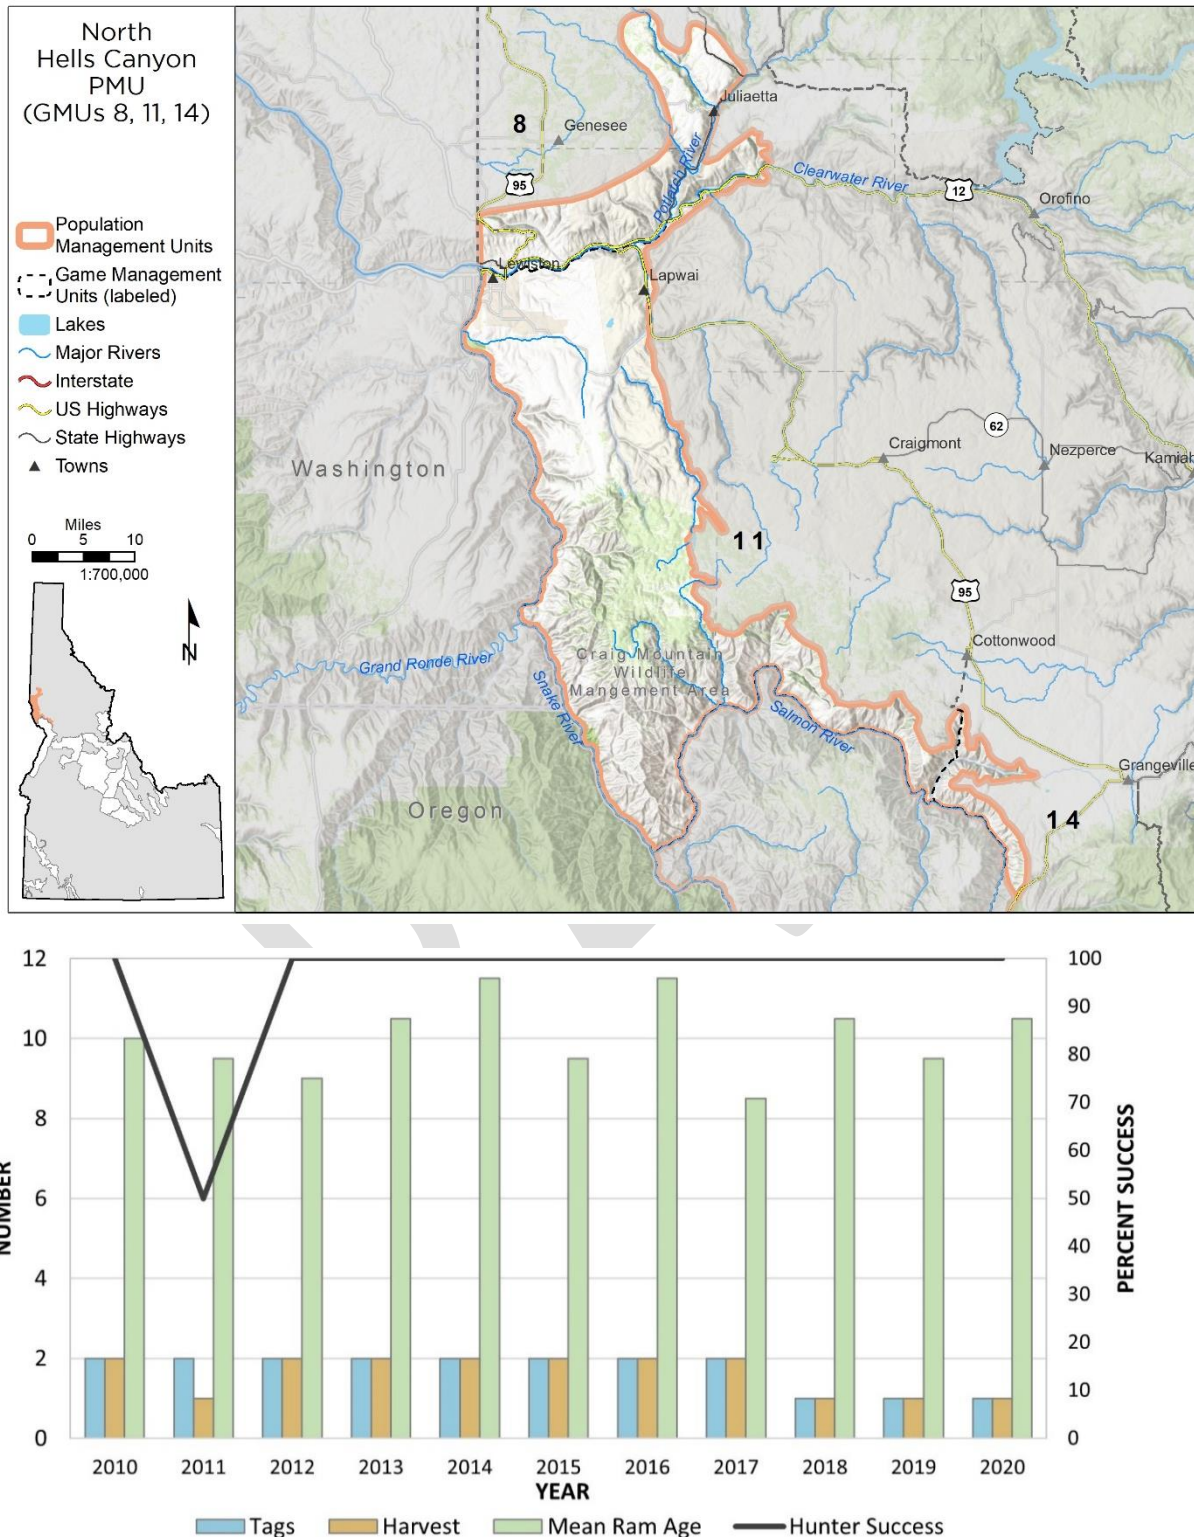 North
Hells Canyon
PMU
(GMUs 8, 11, 14)
Population
Management Units
Game Management
Units (labeled)
Lakes
Major Rivers
Interstate
US Highways
State Highways
Towns
Miles
0 5 10
1:700,000
N
8
Genesee
Juliaetta
95
Potlatch River
Clearwater River
12
Orofino
Lewiston
Lapwai
Washington
Craigmont
62
Nezperce
Kamiah
11
95
Cottonwood
Grand Ronde River
Craig Mountain
Wildlife
Mangement Area
Snake River
Salmon River
Grangeville
Oregon
14
12
10
8
6
4
2
0
NUMBER
100
90
80
70
60
50
40
30
20
10
0
PERCENT SUCCESS
2010 2011 2012 2013 2014 2015 2016 2017 2018 2019 2020
YEAR
Tags Harvest Mean Ram Age Hunter Success